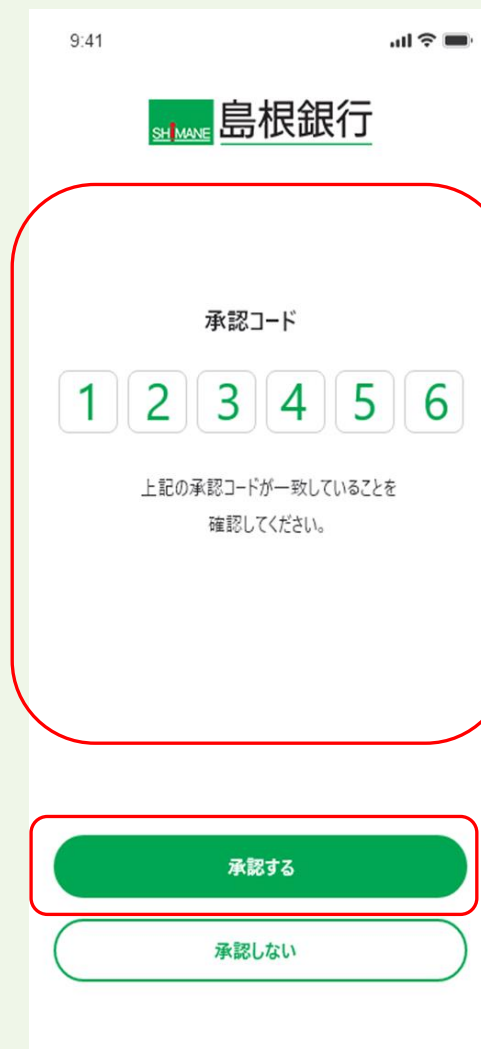 9:41
SHIMANE 島根銀行
承認コード
1 2 3 4 5 6
上記の承認コードが一致していることを
確認してください。
承認する
承認しない